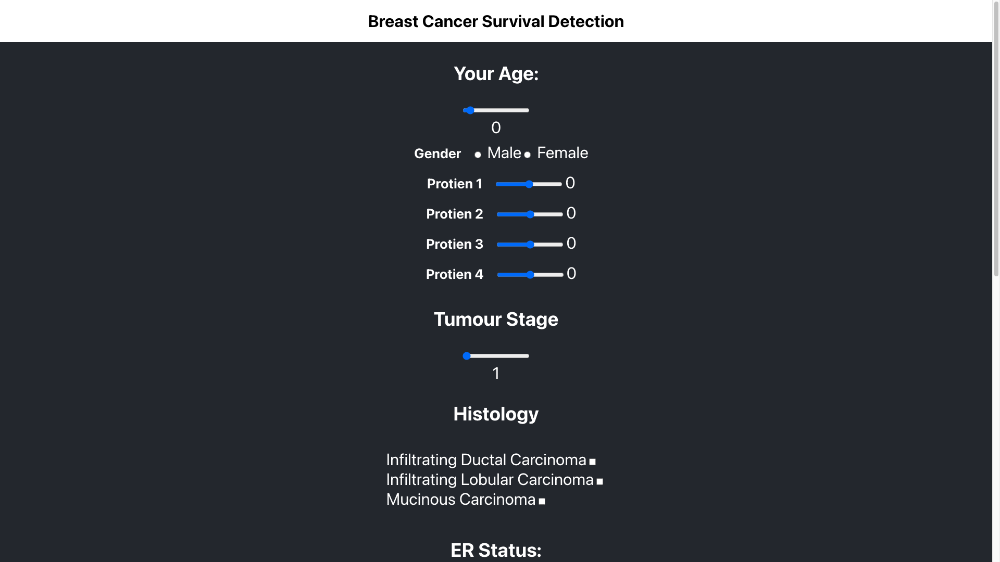 Breast Cancer Survival Detection
Your Age:
0
Gender Male Female
Protien 1 0
Protien 2 0
Protien 3 0
Protien 4 0
Tumour Stage
1
Histology
Infiltrating Ductal Carcinoma
Infiltrating Lobular Carcinoma
Mucinous Carcinoma
ER Status: